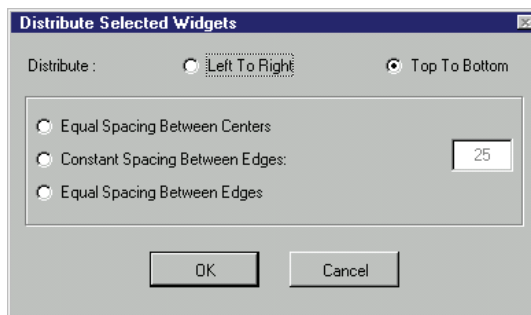 Distribute Selected Widgets
Distribute : Left To Right Top To Bottom
Equal Spacing Between Centers
Constant Spacing Between Edges: 25
Equal Spacing Between Edges
OK Cancel